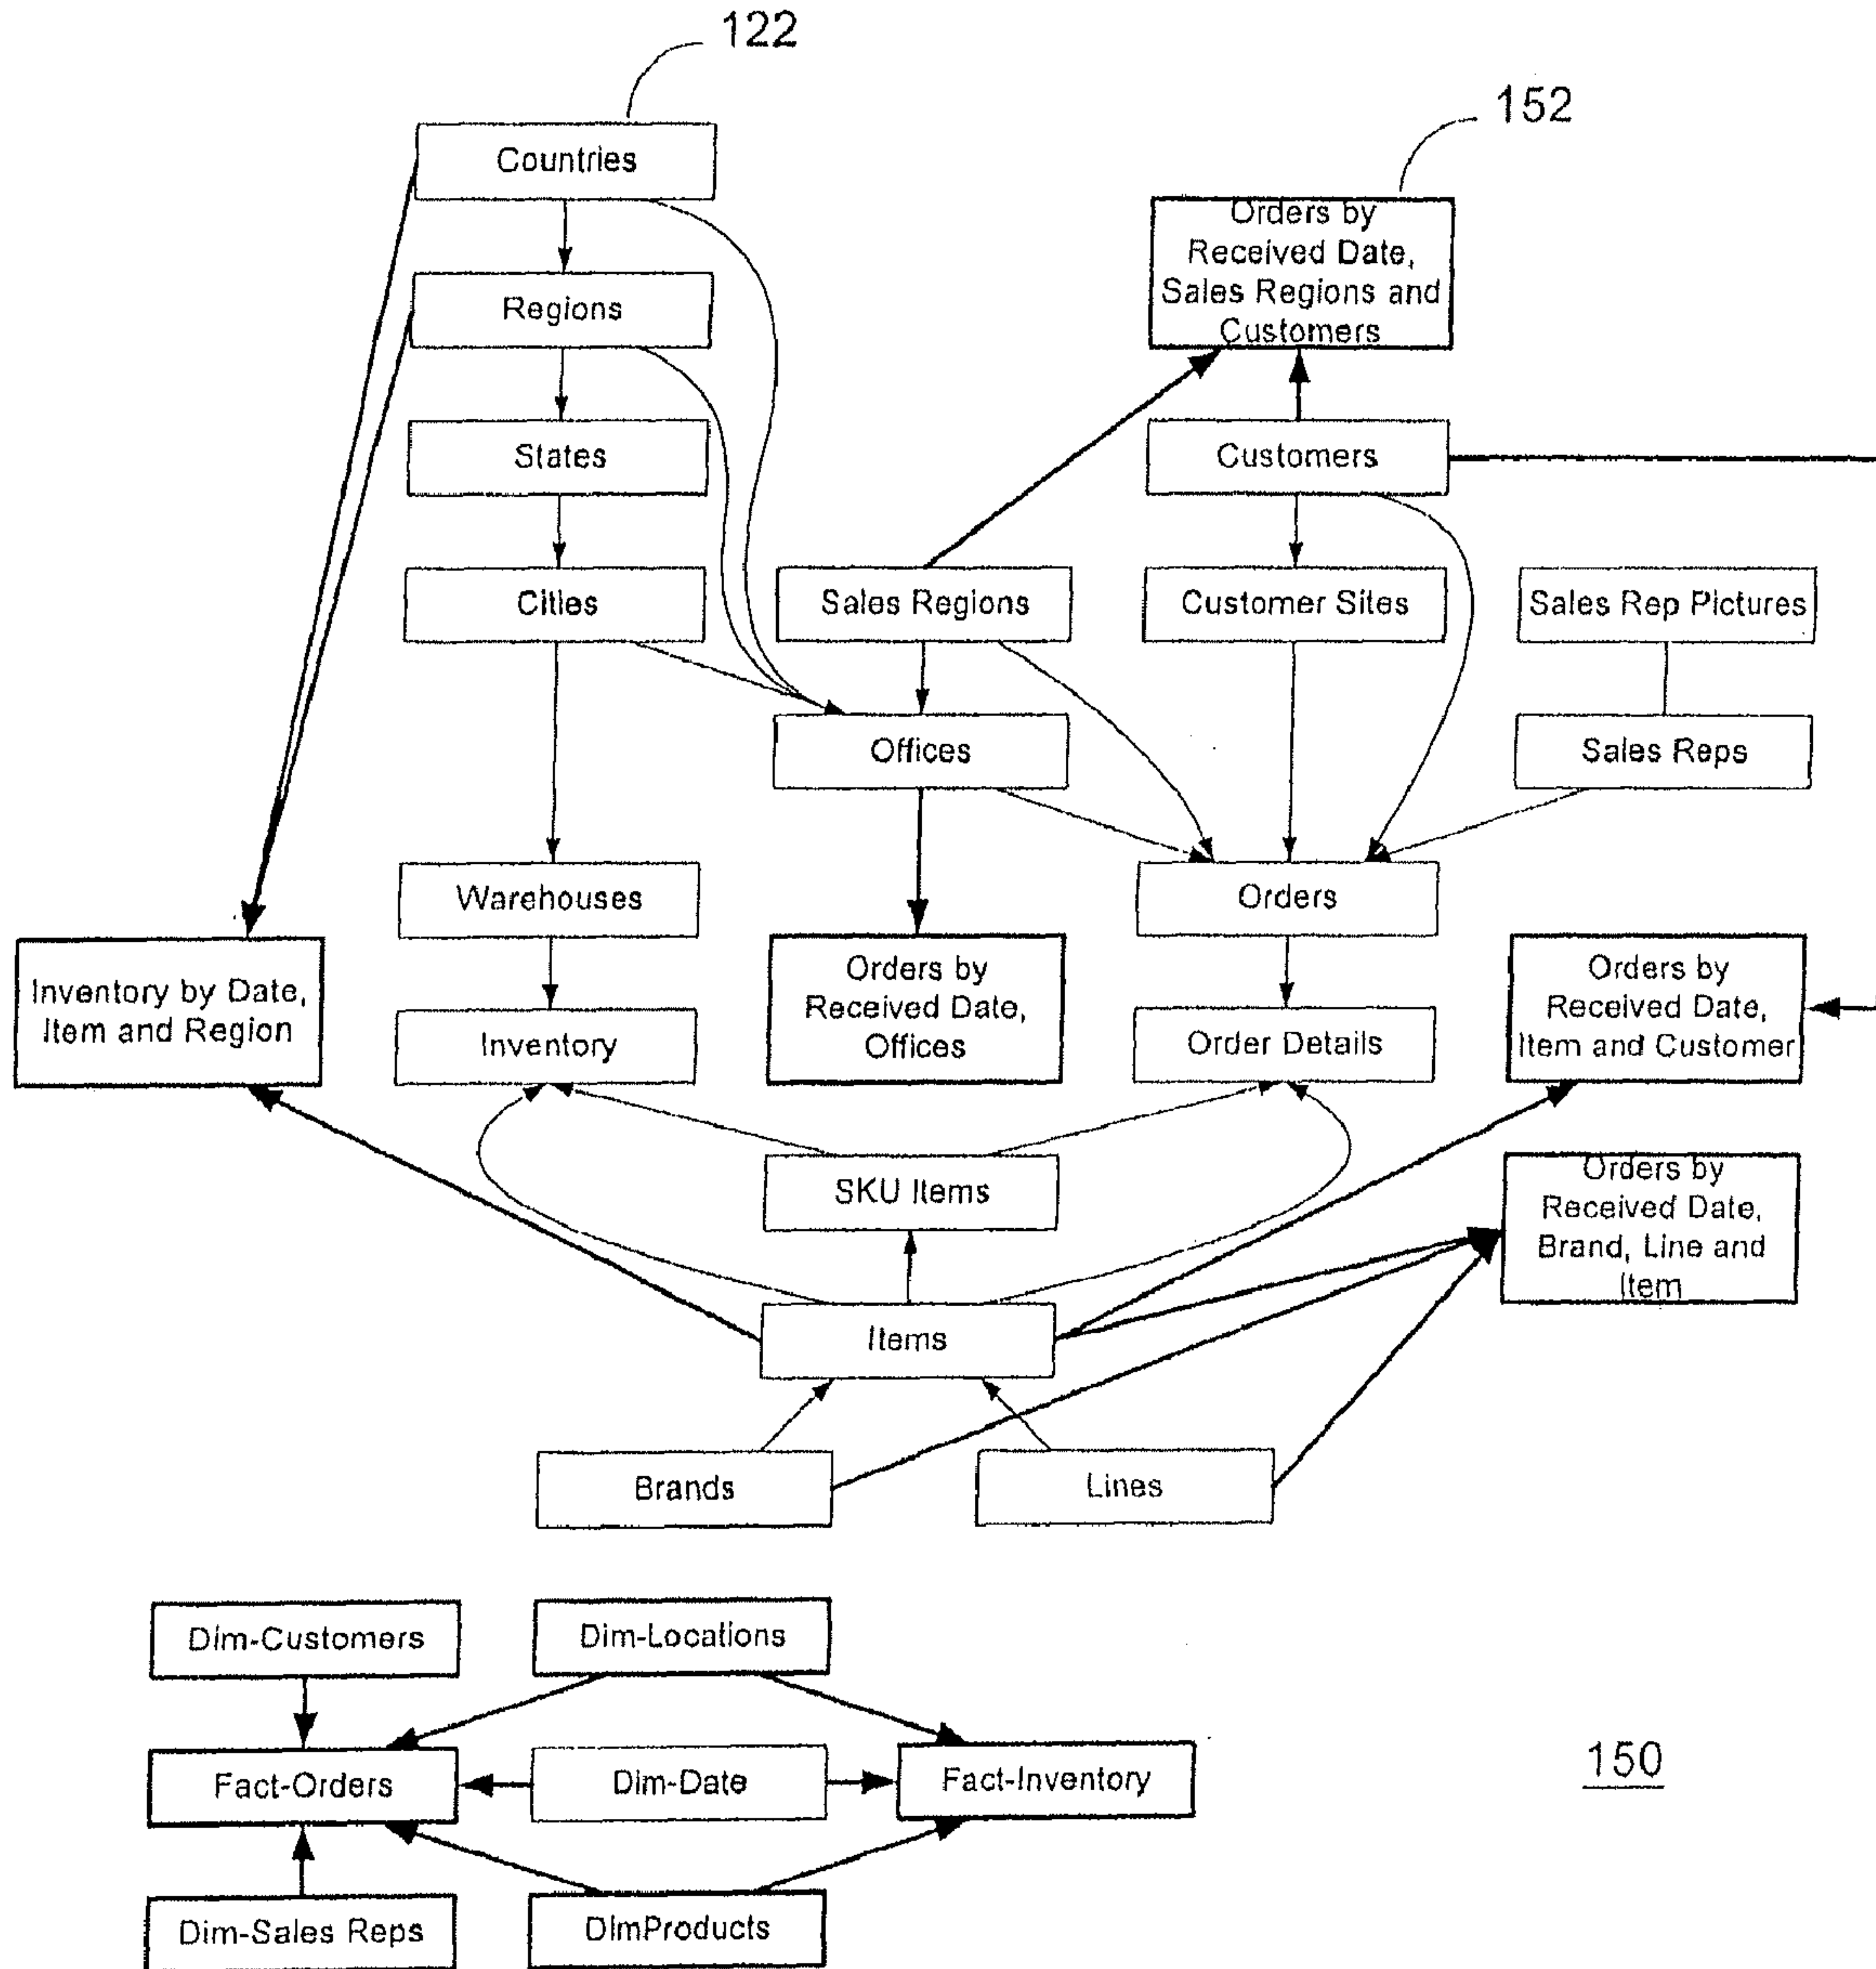 122
152
Countries
Orders by
Received Date,
Sales Regions and
Customers
Regions
States
Customers
Cities
Sales Regions
Customer Sites
Sales Rep Pictures
Offices
Sales Reps
Warehouses
Orders
Inventory by Date,
Item and Region
Orders by
Received Date,
Offices
Orders by
Received Date,
Item and Customer
Inventory
Order Details
SKU Items
Orders by
Received Date,
Brand, Line and
Item
Items
Brands
Lines
Dim-Customers
Dim-Locations
Fact-Orders
Dim-Date
Fact-Inventory
150
Dim-Sales Reps
DimProducts